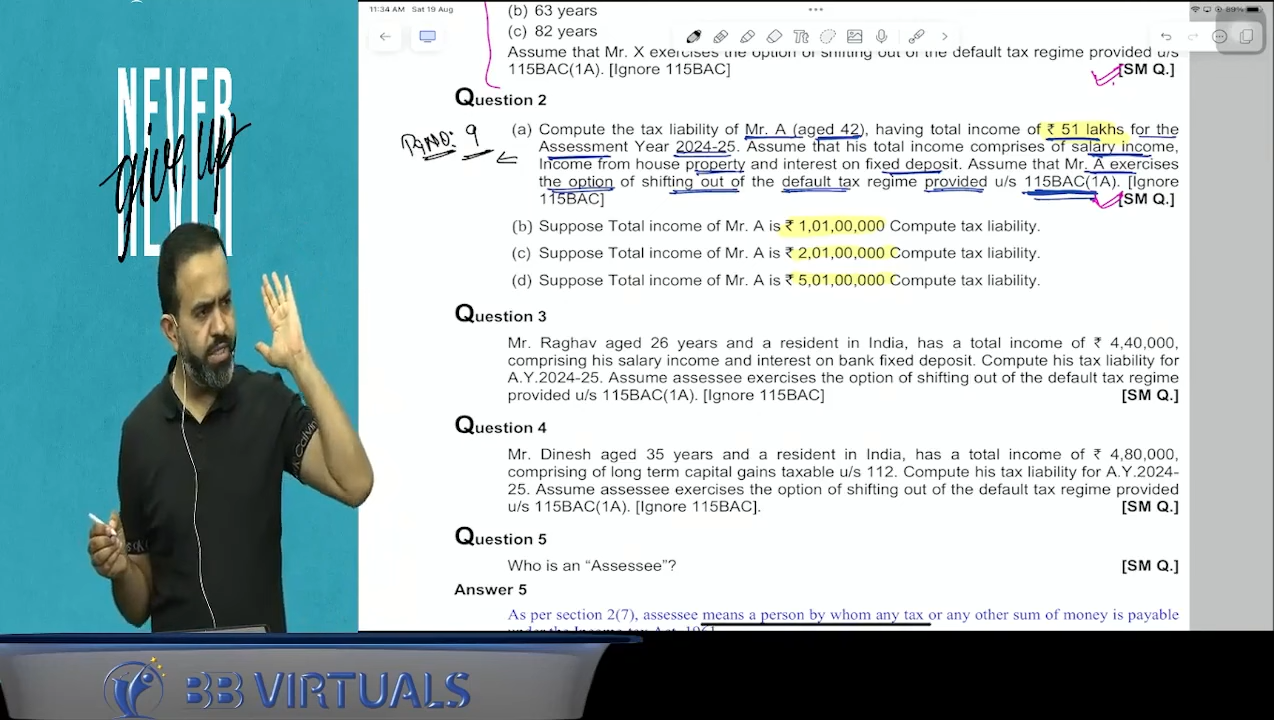 11:34 AM Sat 19 Aug
89%
NEVER
give up
NEVER
(b) 63 years
(c) 82 years
Assume that Mr. X exercises the option of shifting out of the default tax regime provided u/s
115BAC(1A). [Ignore 115BAC] [SM Q.]
Question 2
Pg No: 9
(a) Compute the tax liability of Mr. A (aged 42), having total income of ₹ 51 lakhs for the
Assessment Year 2024-25. Assume that his total income comprises of salary income,
Income from house property and interest on fixed deposit. Assume that Mr. A exercises
the option of shifting out of the default tax regime provided u/s 115BAC(1A). [Ignore
115BAC] [SM Q.]
(b) Suppose Total income of Mr. A is ₹ 1,01,00,000 Compute tax liability.
(c) Suppose Total income of Mr. A is ₹ 2,01,00,000 Compute tax liability.
(d) Suppose Total income of Mr. A is ₹ 5,01,00,000 Compute tax liability.
Question 3
Mr. Raghav aged 26 years and a resident in India, has a total income of ₹ 4,40,000,
comprising his salary income and interest on bank fixed deposit. Compute his tax liability for
A.Y.2024-25. Assume assessee exercises the option of shifting out of the default tax regime
provided u/s 115BAC(1A). [Ignore 115BAC] [SM Q.]
Question 4
Mr. Dinesh aged 35 years and a resident in India, has a total income of ₹ 4,80,000,
comprising of long term capital gains taxable u/s 112. Compute his tax liability for A.Y.2024-
25. Assume assessee exercises the option of shifting out of the default tax regime provided
u/s 115BAC(1A). [Ignore 115BAC]. [SM Q.]
Question 5
Who is an “Assessee”? [SM Q.]
Answer 5
As per section 2(7), assessee means a person by whom any tax or any other sum of money is payable
under the Income tax Act, 1961
BB VIRTUALS